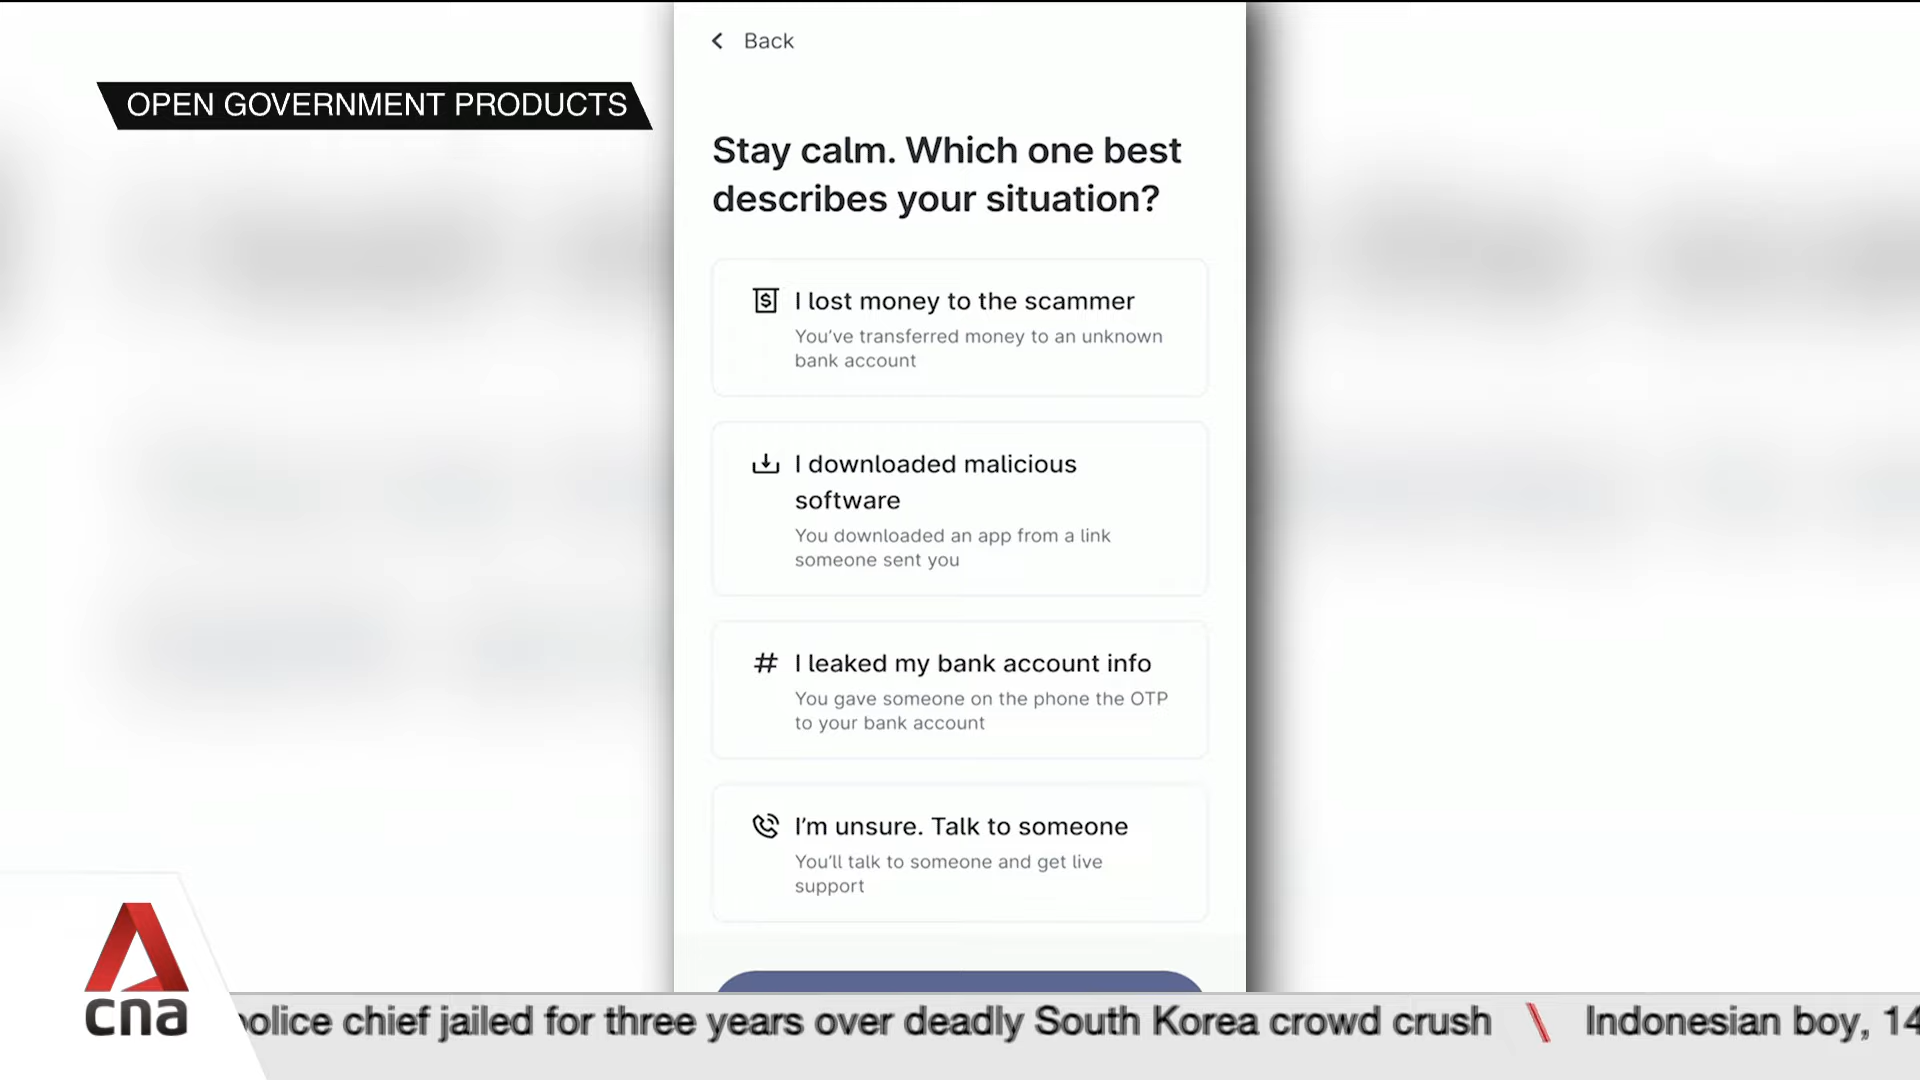 Back
OPEN GOVERNMENT PRODUCTS
Stay calm. Which one best
describes your situation?
I lost money to the scammer
You've transferred money to an unknown
bank account
I downloaded malicious
software
You downloaded an app from a link
someone sent you
I leaked my bank account info
You gave someone on the phone the OTP
to your bank account
I'm unsure. Talk to someone
You'll talk to someone and get live
support
cna
police chief jailed for three years over deadly South Korea crowd crush \ Indonesian boy, 14